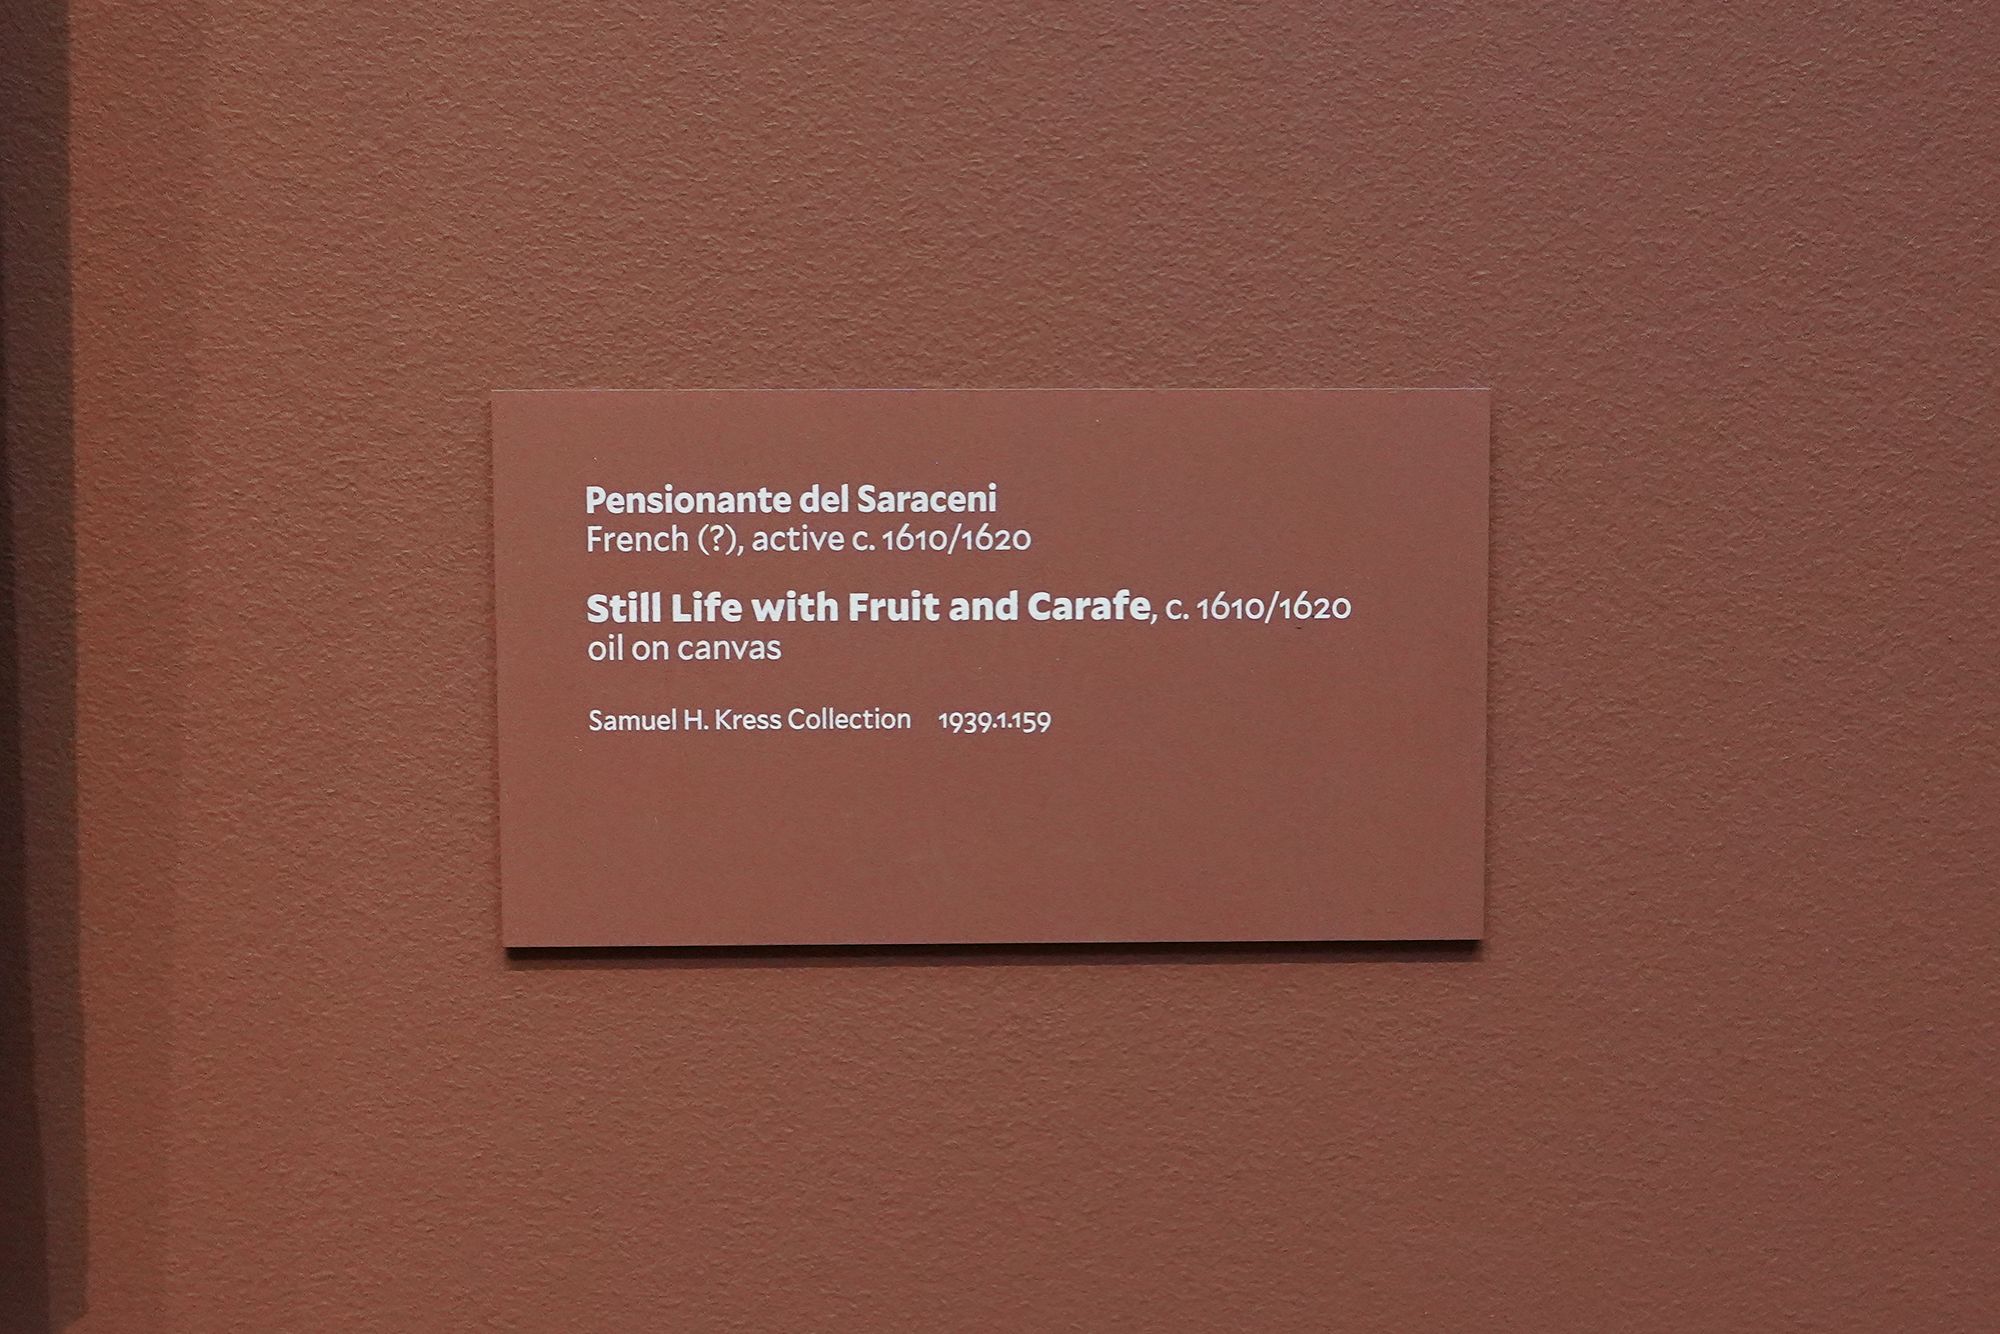 Pensionante del Saraceni
French (?), active c. 1610/1620
Still Life with Fruit and Carafe, c. 1610/1620
oil on canvas
Samuel H. Kress Collection 1939.1.159